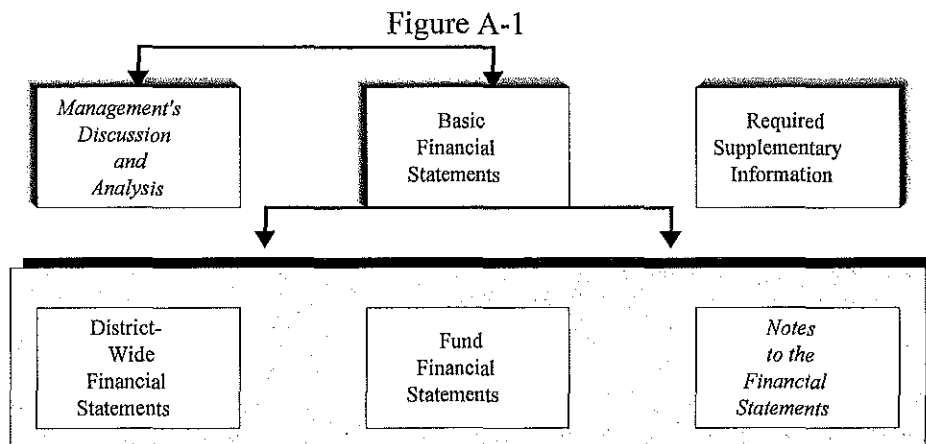 Figure A-1
Management's
Discussion
and
Analysis
Basic
Financial
Statements
Required
Supplementary
Information
District-
Wide
Financial
Statements
Fund
Financial
Statements
Notes
to the
Financial
Statements